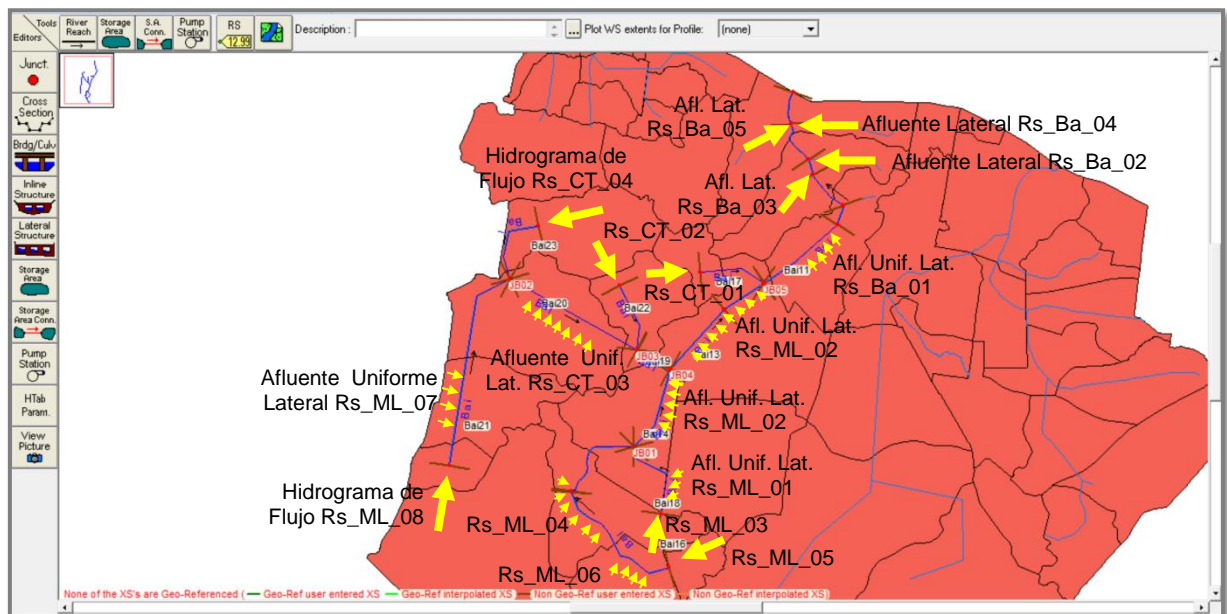 Tools
Editors
River
Reach
Storage
Area
S.A.
Conn.
Pump
Station
RS
12.99
Description :
...
Plot WS extents for Profile:
(none)
Junct.
Cross
Section
Brdg/Culv
Inline
Structure
Lateral
Structure
Storage
Area
Storage
Area Conn.
Pump
Station
HTab
Param.
View
Picture
Afl. Lat.
Rs_Ba_05
Afluente Lateral Rs_Ba_04
Afluente Lateral Rs_Ba_02
Hidrograma de
Flujo Rs_CT_04
Afl. Lat.
Rs_Ba_03
Rs_CT_02
Bai23
Afl. Unif. Lat.
Rs_Ba_01
Bai11
Bai17
Rs_CT_01
JB05
JB02
Bai20
Bai22
Afl. Unif. Lat.
Rs_ML_02
Bai13
JB03
JB04
Afluente Unif.
Lat. Rs_CT_03
Afluente Uniforme
Lateral Rs_ML_07
Bai
Bai21
Afl. Unif. Lat.
Rs_ML_02
Bai14
JB01
Afl. Unif. Lat.
Rs_ML_01
Bai18
Hidrograma de
Flujo Rs_ML_08
Rs_ML_04
Rs_ML_03
Bai16
Rs_ML_05
Rs_ML_06
None of the XS's are Geo-Referenced ( Geo-Ref user entered XS Geo-Ref interpolated XS Non Geo-Ref user entered XS Non Geo-Ref interpolated XS)